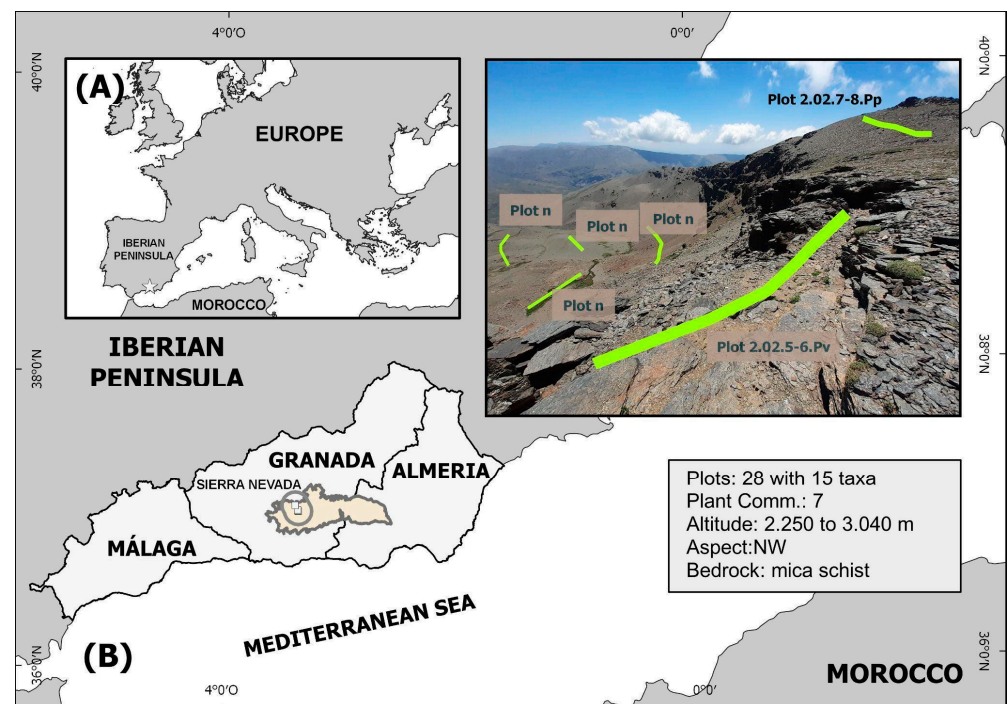 4°0'O
0°0'
40°0'N
40°0'N
(A)
EUROPE
IBERIAN
PENINSULA
MOROCCO
Plot 2.02.7-8.Pp
Plot n
Plot n
Plot n
Plot n
Plot 2.02.5-6.Pv
38°0'N
38°0'N
IBERIAN
PENINSULA
GRANADA
SIERRA NEVADA
ALMERIA
MÁLAGA
Plots: 28 with 15 taxa
Plant Comm.: 7
Altitude: 2.250 to 3.040 m
Aspect:NW
Bedrock: mica schist
MEDITERRANEAN SEA
(B)
36°0'N
36°0'N
MOROCCO
4°0'O
0°0'